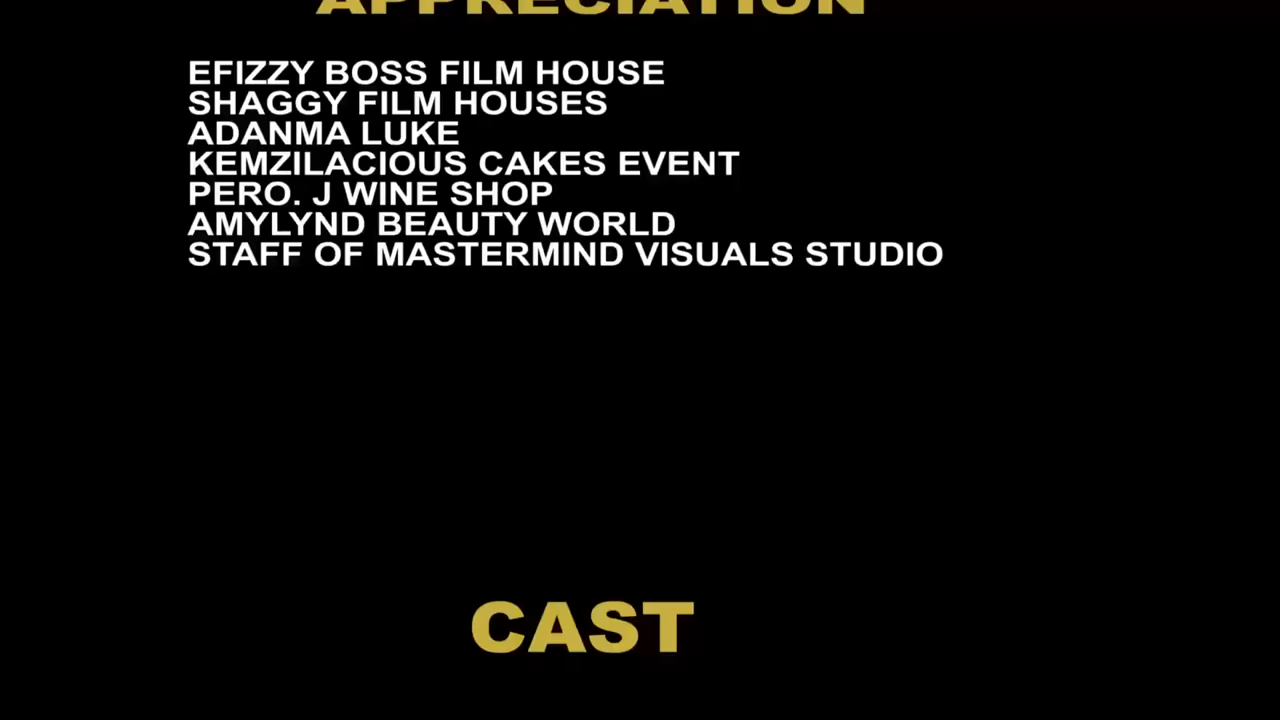 APPRECIATION
EFIZZY BOSS FILM HOUSE
SHAGGY FILM HOUSES
ADANMA LUKE
KEMZILACIOUS CAKES EVENT
PERO. J WINE SHOP
AMYLYND BEAUTY WORLD
STAFF OF MASTERMIND VISUALS STUDIO
CAST